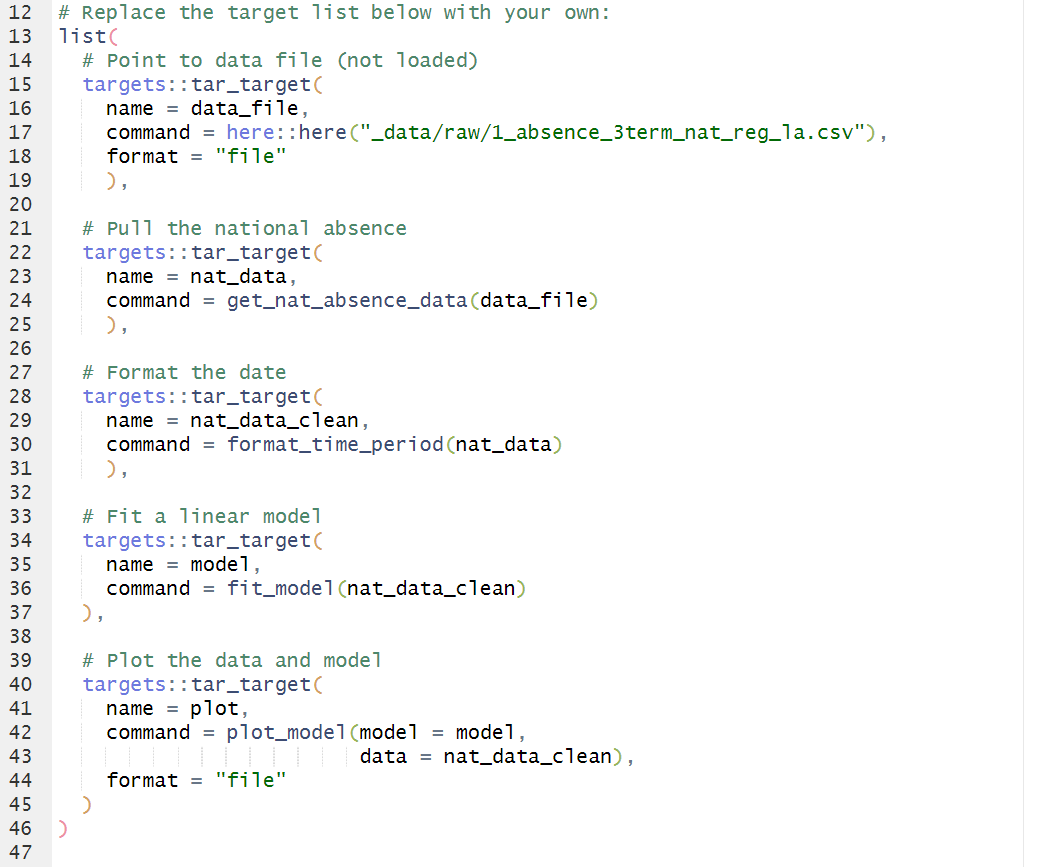 12 # Replace the target list below with your own:
13 list(
14   # Point to data file (not loaded)
15   targets::tar_target(
16     name = data_file,
17     command = here::here("_data/raw/1_absence_3term_nat_reg_la.csv"),
18     format = "file"
19     ),
20
21   # Pull the national absence
22   targets::tar_target(
23     name = nat_data,
24     command = get_nat_absence_data(data_file)
25     ),
26
27   # Format the date
28   targets::tar_target(
29     name = nat_data_clean,
30     command = format_time_period(nat_data)
31     ),
32
33   # Fit a linear model
34   targets::tar_target(
35     name = model,
36     command = fit_model(nat_data_clean)
37   ),
38
39   # Plot the data and model
40   targets::tar_target(
41     name = plot,
42     command = plot_model(model = model,
43                          data = nat_data_clean),
44     format = "file"
45   )
46 )
47